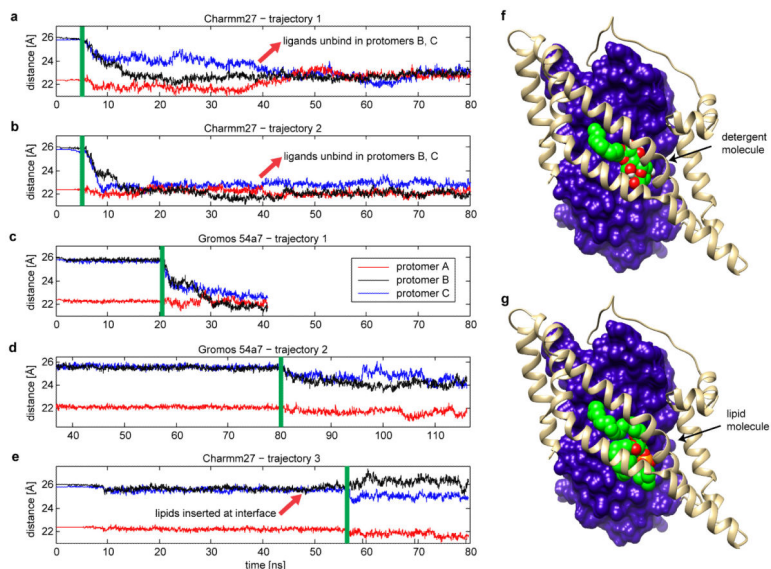 a
Charmm27 – trajectory 1
distance [Å]
26
24
22
ligands unbind in protomers B, C
0 10 20 30 40 50 60 70 80
b
Charmm27 – trajectory 2
distance [Å]
26
24
22
ligands unbind in protomers B, C
0 10 20 30 40 50 60 70 80
c
Gromos 54a7 – trajectory 1
distance [Å]
26
24
22
protomer A
protomer B
protomer C
0 10 20 30 40 50 60 70 80
d
Gromos 54a7 – trajectory 2
distance [Å]
26
24
22
40 50 60 70 80 90 100 110
e
Charmm27 – trajectory 3
distance [Å]
26
24
22
lipids inserted at interface
0 10 20 30 40 50 60 70 80
time [ns]
f
detergent
molecule
g
lipid
molecule